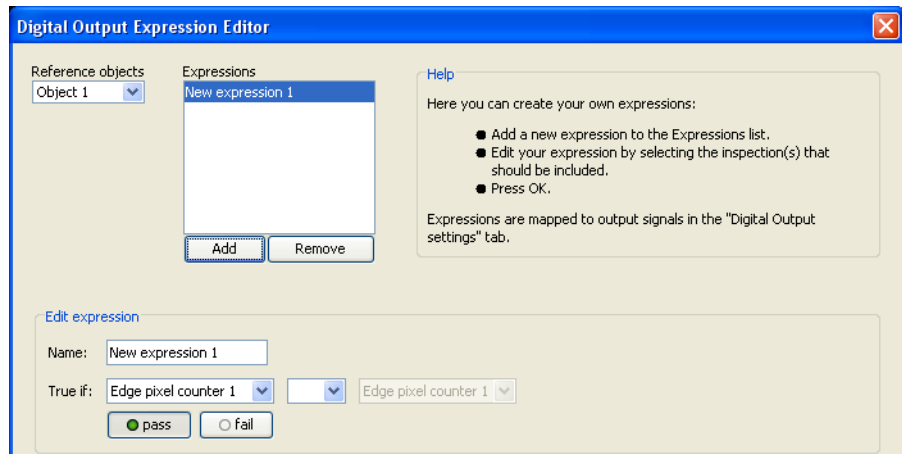 Digital Output Expression Editor
Reference objects
Object 1
Expressions
New expression 1
Add
Remove
Help
Here you can create your own expressions:
● Add a new expression to the Expressions list.
● Edit your expression by selecting the inspection(s) that
should be included.
● Press OK.
Expressions are mapped to output signals in the "Digital Output
settings" tab.
Edit expression
Name:
New expression 1
True if:
Edge pixel counter 1
Edge pixel counter 1
pass
fail